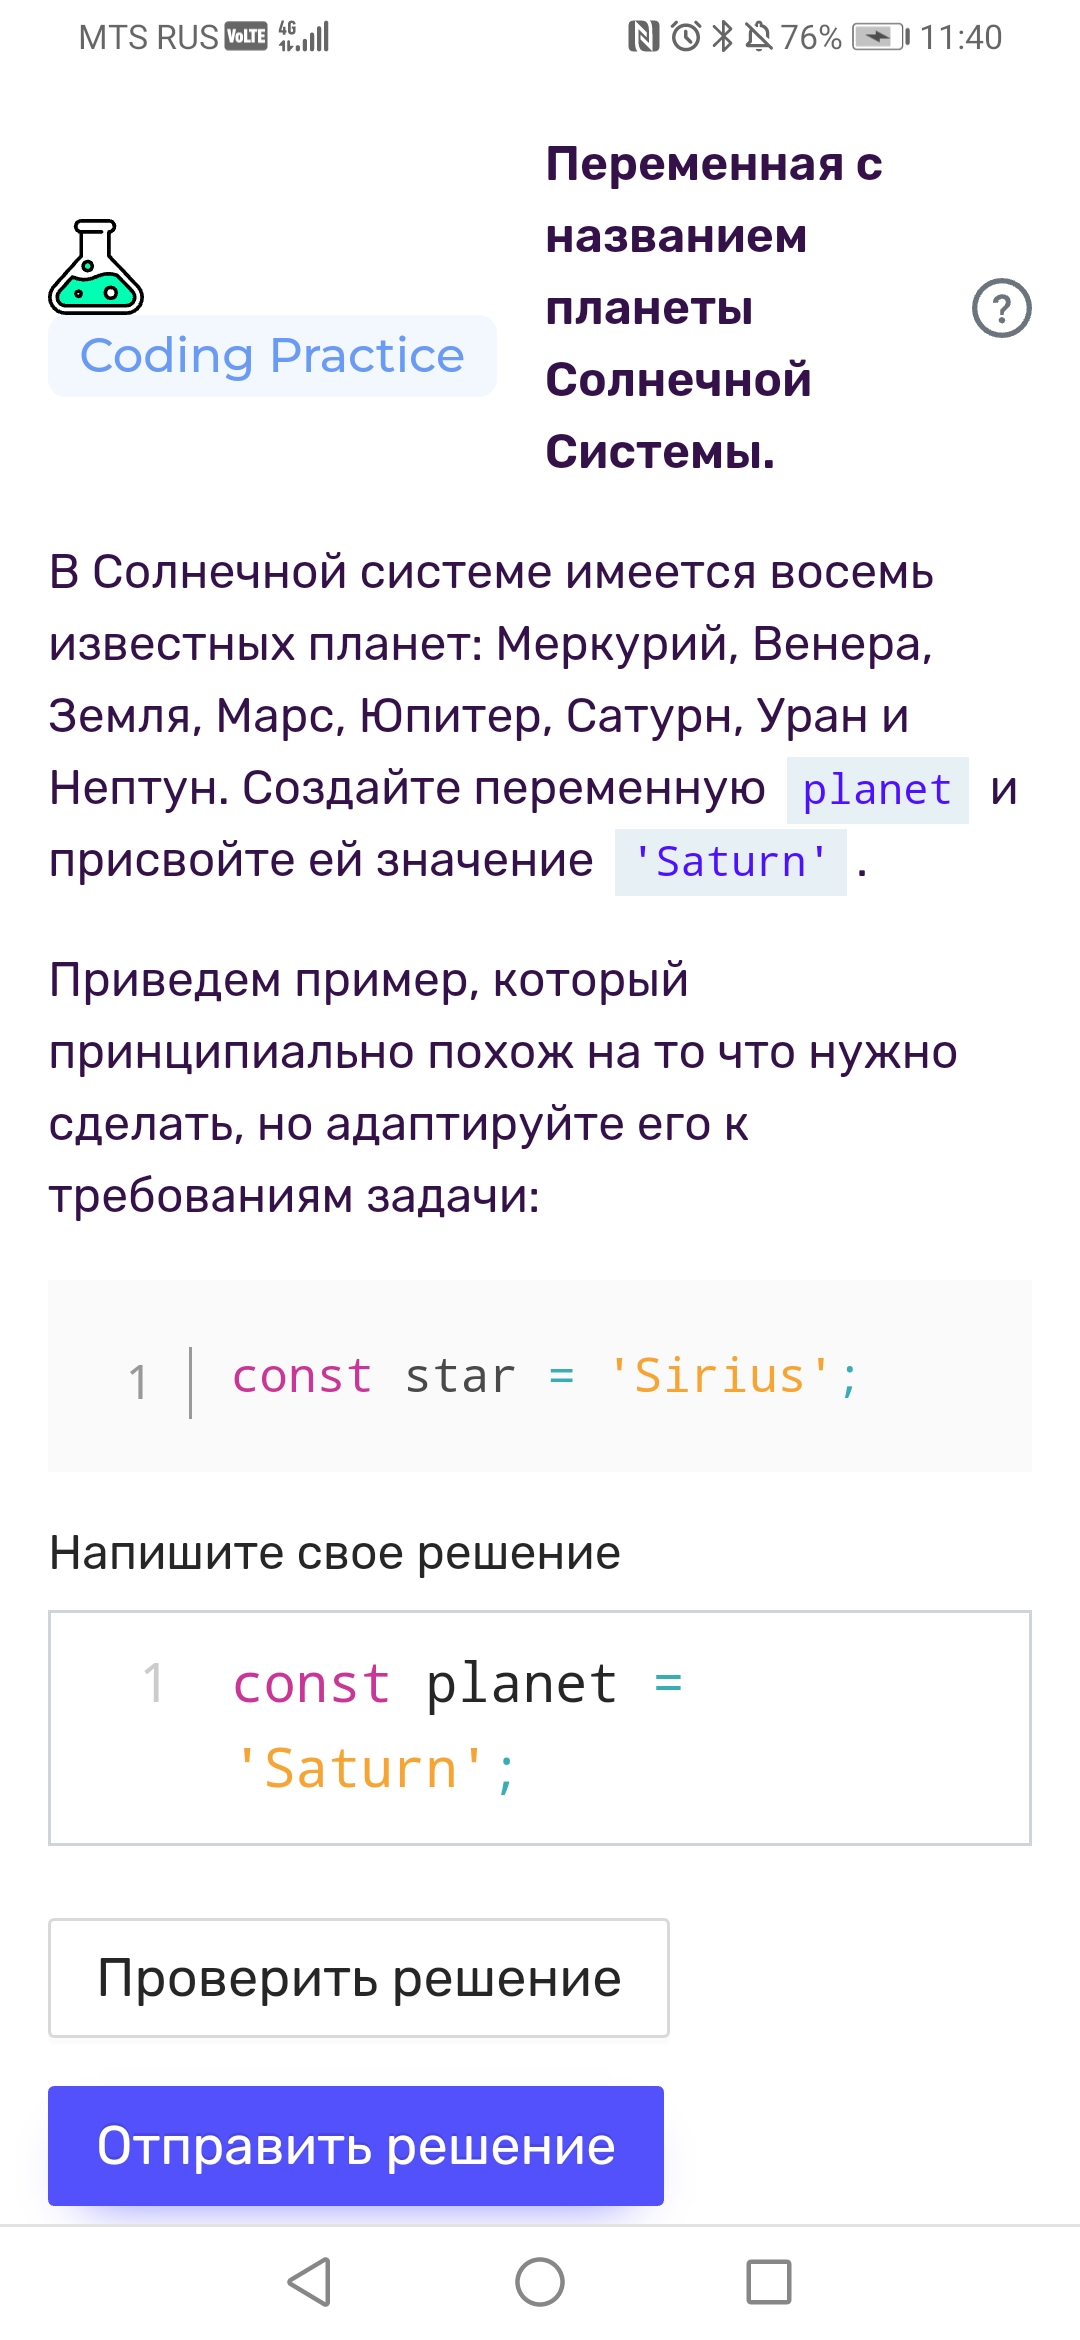 MTS RUS VoLTE 4G 76% 11:40
Coding Practice
Переменная с
названием
планеты
Солнечной
Системы.
?
В Солнечной системе имеется восемь
известных планет: Меркурий, Венера,
Земля, Марс, Юпитер, Сатурн, Уран и
Нептун. Создайте переменную planet и
присвойте ей значение 'Saturn' .
Приведем пример, который
принципиально похож на то что нужно
сделать, но адаптируйте его к
требованиям задачи:
1 const star = 'Sirius';
Напишите свое решение
1 const planet =
'Saturn';
Проверить решение
Отправить решение